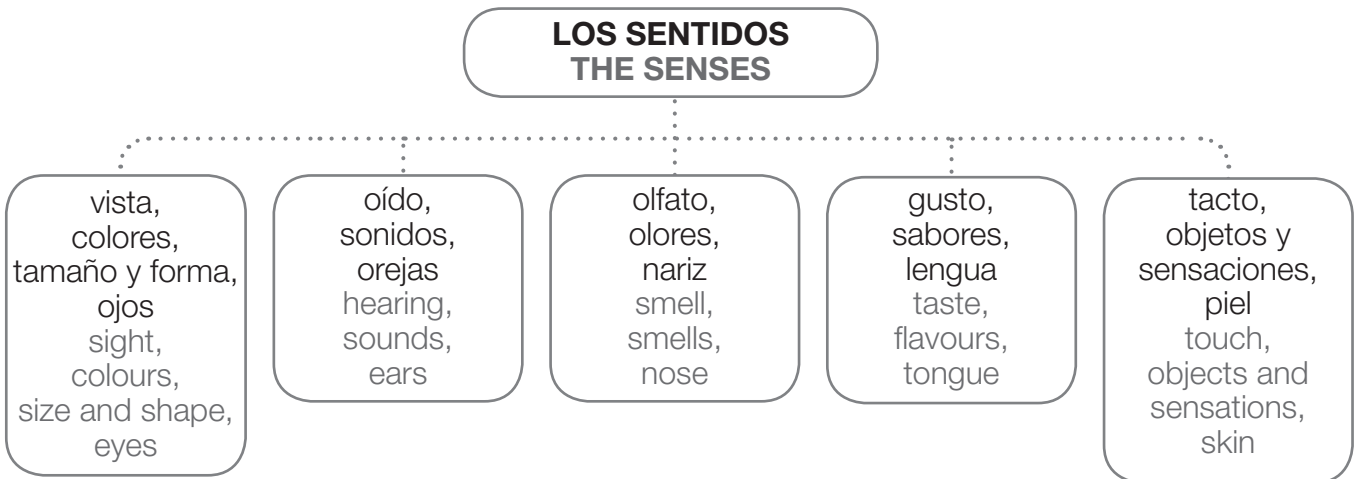 LOS SENTIDOS
THE SENSES
vista,
colores,
tamaño y forma,
ojos
sight,
colours,
size and shape,
eyes
oído,
sonidos,
orejas
hearing,
sounds,
ears
olfato,
olores,
nariz
smell,
smells,
nose
gusto,
sabores,
lengua
taste,
flavours,
tongue
tacto,
objetos y
sensaciones,
piel
touch,
objects and
sensations,
skin